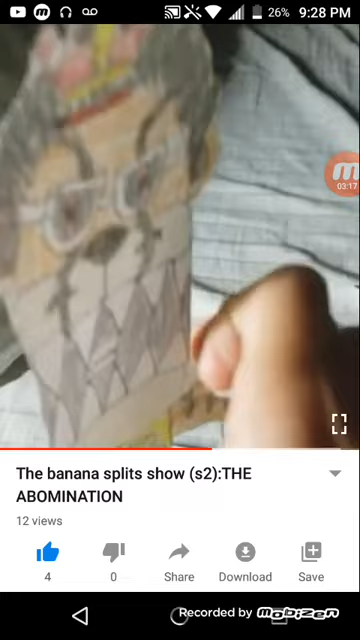 26% 9:28 PM
03:17
The banana splits show (s2):THE
ABOMINATION
12 views
4 0 Share Download Save
Recorded by mobizen